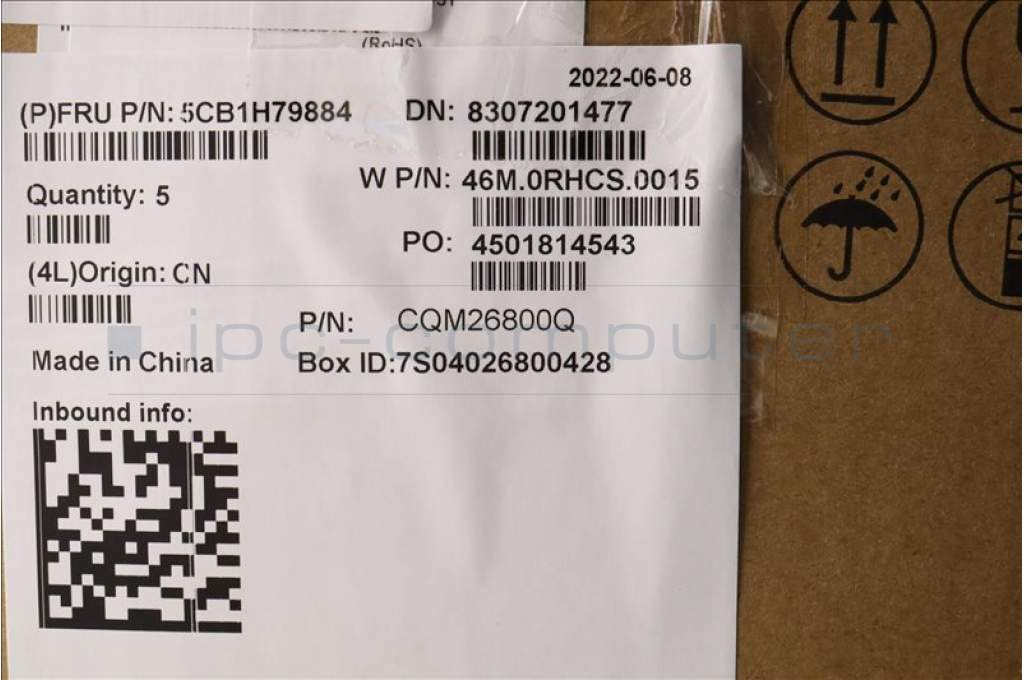 (RoHS)
2022-06-08
(P)FRU P/N: 5CB1H79884
DN: 8307201477
W P/N: 46M.0RHCS.0015
Quantity: 5
PO: 4501814543
(4L)Origin: CN
P/N: CQM26800Q
ipc-computer
Made in China
Box ID:7S04026800428
Inbound info: